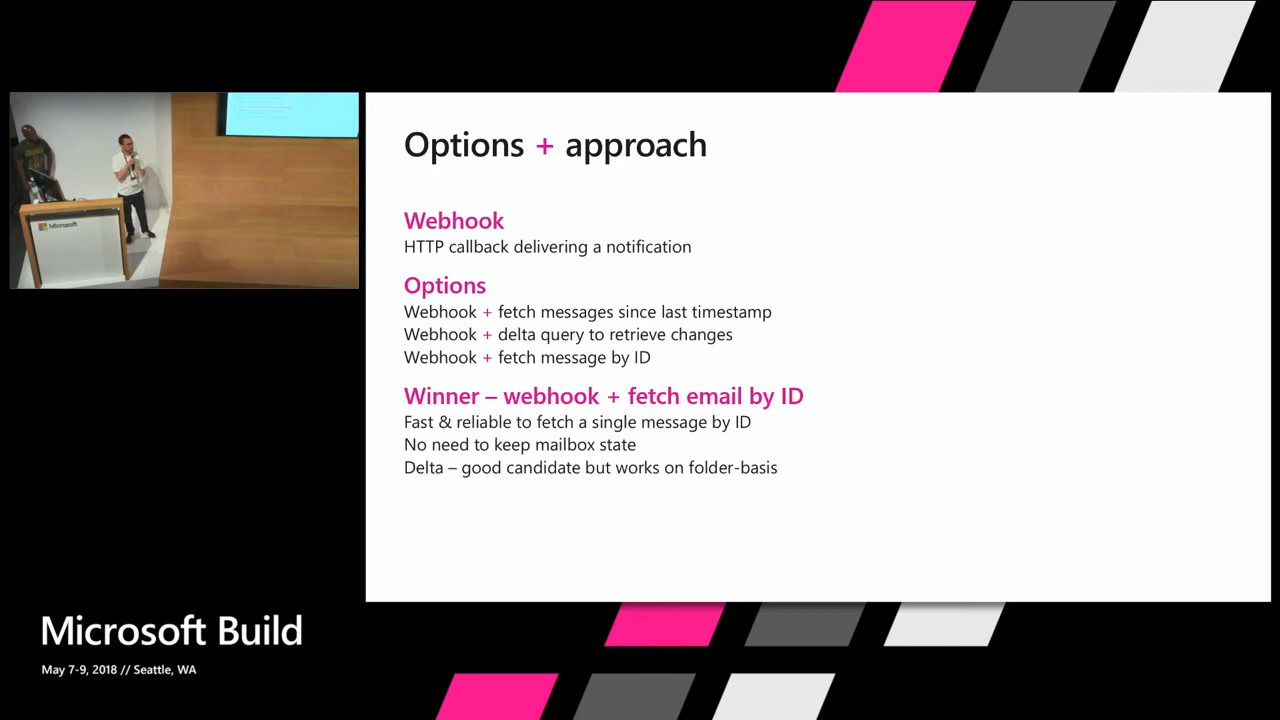 Options + approach
Webhook
HTTP callback delivering a notification
Options
Webhook + fetch messages since last timestamp
Webhook + delta query to retrieve changes
Webhook + fetch message by ID
Winner – webhook + fetch email by ID
Fast & reliable to fetch a single message by ID
No need to keep mailbox state
Delta – good candidate but works on folder-basis
Microsoft
Microsoft Build
May 7-9, 2018 // Seattle, WA